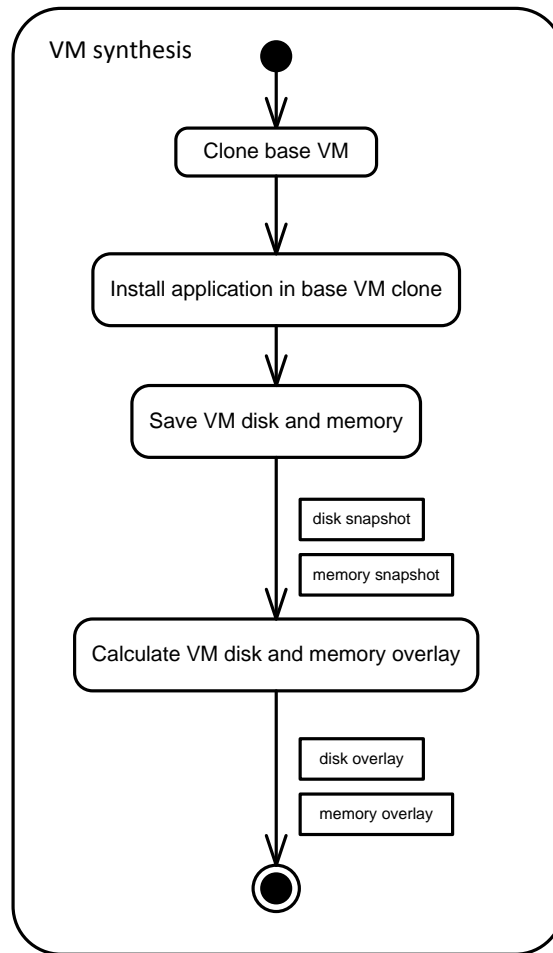 VM synthesis
Clone base VM
Install application in base VM clone
Save VM disk and memory
disk snapshot
memory snapshot
Calculate VM disk and memory overlay
disk overlay
memory overlay